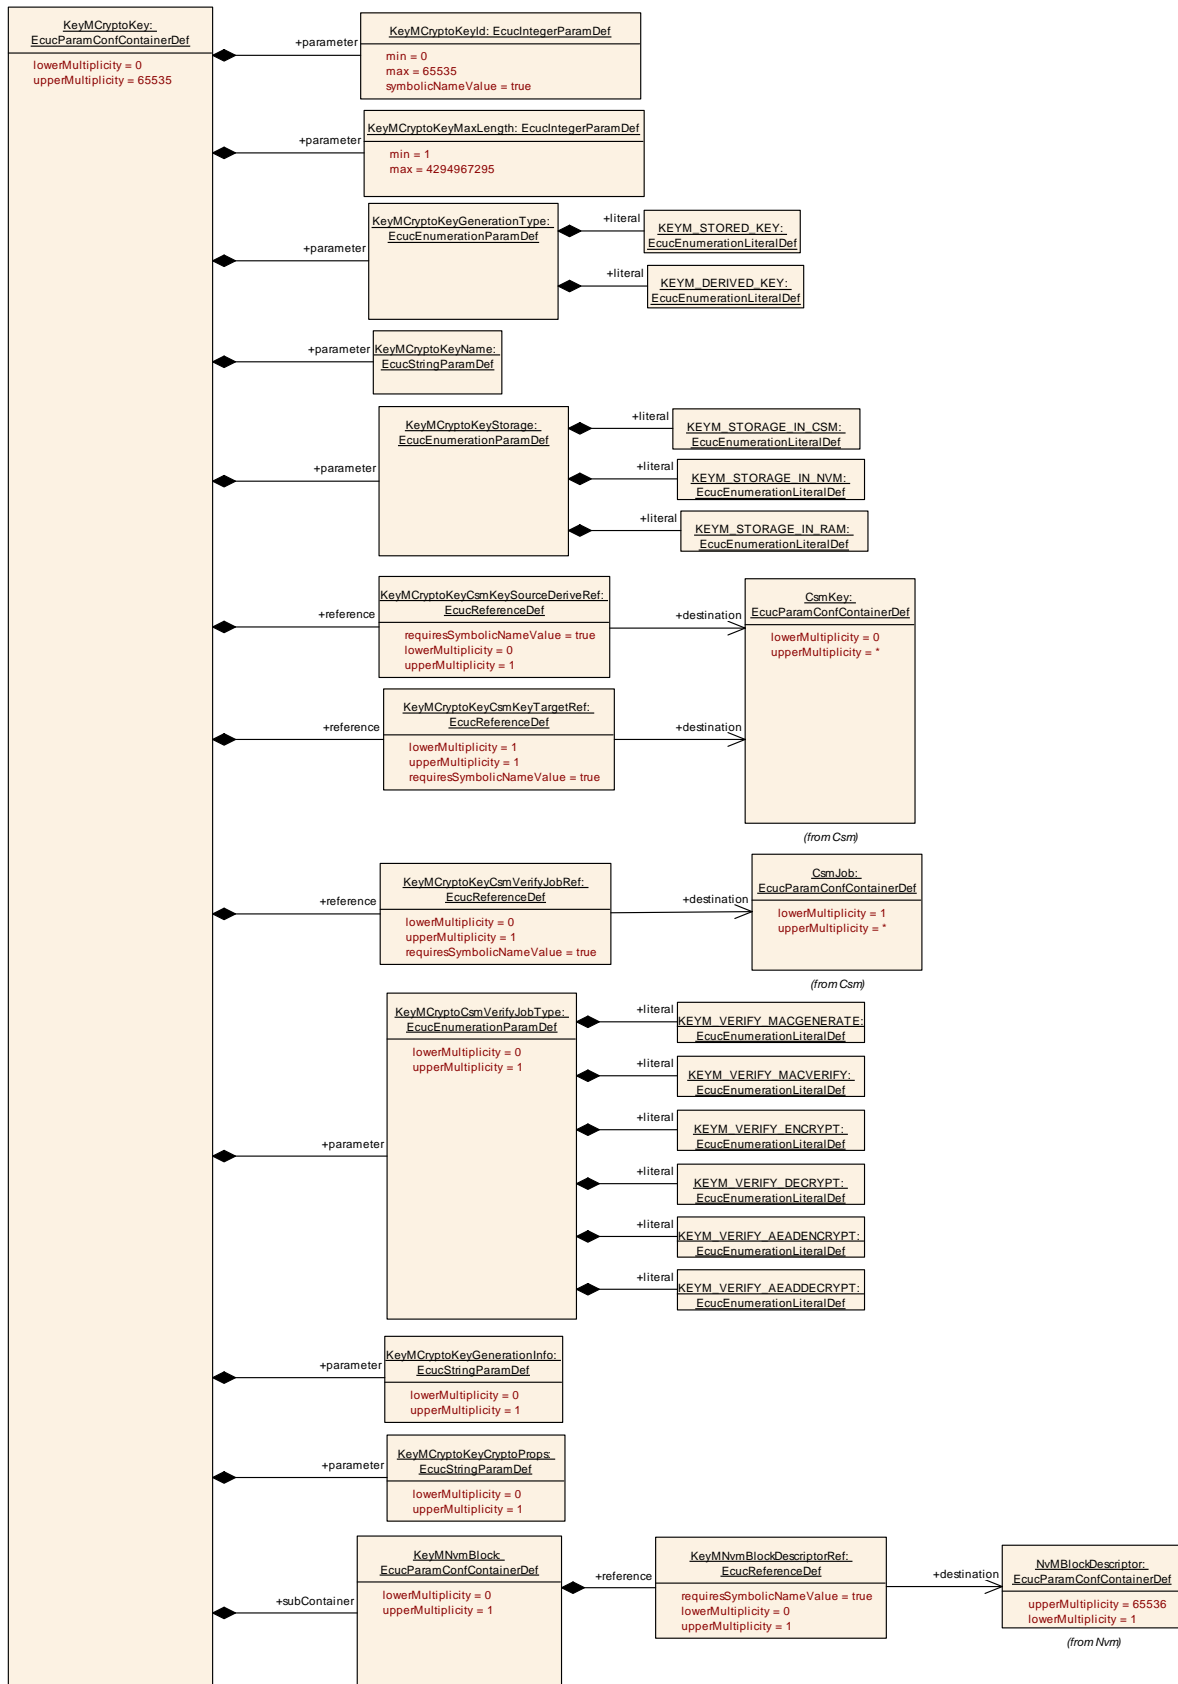 KeyMCryptoKey:
EcucParamConfContainerDef
lowerMultiplicity = 0
upperMultiplicity = 65535
+parameter
KeyMCryptoKeyId: EcucIntegerParamDef
min = 0
max = 65535
symbolicNameValue = true
+parameter
KeyMCryptoKeyMaxLength: EcucIntegerParamDef
min = 1
max = 4294967295
+parameter
KeyMCryptoKeyGenerationType:
EcucEnumerationParamDef
+literal
KEYM_STORED_KEY:
EcucEnumerationLiteralDef
+literal
KEYM_DERIVED_KEY:
EcucEnumerationLiteralDef
+parameter
KeyMCryptoKeyName:
EcucStringParamDef
+parameter
KeyMCryptoKeyStorage:
EcucEnumerationParamDef
+literal
KEYM_STORAGE_IN_CSM:
EcucEnumerationLiteralDef
+literal
KEYM_STORAGE_IN_NVM:
EcucEnumerationLiteralDef
+literal
KEYM_STORAGE_IN_RAM:
EcucEnumerationLiteralDef
+reference
KeyMCryptoKeyCsmKeySourceDeriveRef:
EcucReferenceDef
requiresSymbolicNameValue = true
lowerMultiplicity = 0
upperMultiplicity = 1
+destination
CsmKey:
EcucParamConfContainerDef
lowerMultiplicity = 0
upperMultiplicity = *
+reference
KeyMCryptoKeyCsmKeyTargetRef:
EcucReferenceDef
lowerMultiplicity = 1
upperMultiplicity = 1
requiresSymbolicNameValue = true
+destination
(from Csm)
+reference
KeyMCryptoKeyCsmVerifyJobRef:
EcucReferenceDef
lowerMultiplicity = 0
upperMultiplicity = 1
requiresSymbolicNameValue = true
+destination
CsmJob:
EcucParamConfContainerDef
lowerMultiplicity = 1
upperMultiplicity = *
(from Csm)
+parameter
KeyMCryptoCsmVerifyJobType:
EcucEnumerationParamDef
lowerMultiplicity = 0
upperMultiplicity = 1
+literal
KEYM_VERIFY_MACGENERATE:
EcucEnumerationLiteralDef
+literal
KEYM_VERIFY_MACVERIFY:
EcucEnumerationLiteralDef
+literal
KEYM_VERIFY_ENCRYPT:
EcucEnumerationLiteralDef
+literal
KEYM_VERIFY_DECRYPT:
EcucEnumerationLiteralDef
+literal
KEYM_VERIFY_AEADENCRYPT:
EcucEnumerationLiteralDef
+literal
KEYM_VERIFY_AEADDECRYPT:
EcucEnumerationLiteralDef
+parameter
KeyMCryptoKeyGenerationInfo:
EcucStringParamDef
lowerMultiplicity = 0
upperMultiplicity = 1
+parameter
KeyMCryptoKeyCryptoProps:
EcucStringParamDef
lowerMultiplicity = 0
upperMultiplicity = 1
+subContainer
KeyMNvmBlock:
EcucParamConfContainerDef
lowerMultiplicity = 0
upperMultiplicity = 1
+reference
KeyMNvmBlockDescriptorRef:
EcucReferenceDef
requiresSymbolicNameValue = true
lowerMultiplicity = 0
upperMultiplicity = 1
+destination
NvMBlockDescriptor:
EcucParamConfContainerDef
upperMultiplicity = 65536
lowerMultiplicity = 1
(from Nvm)